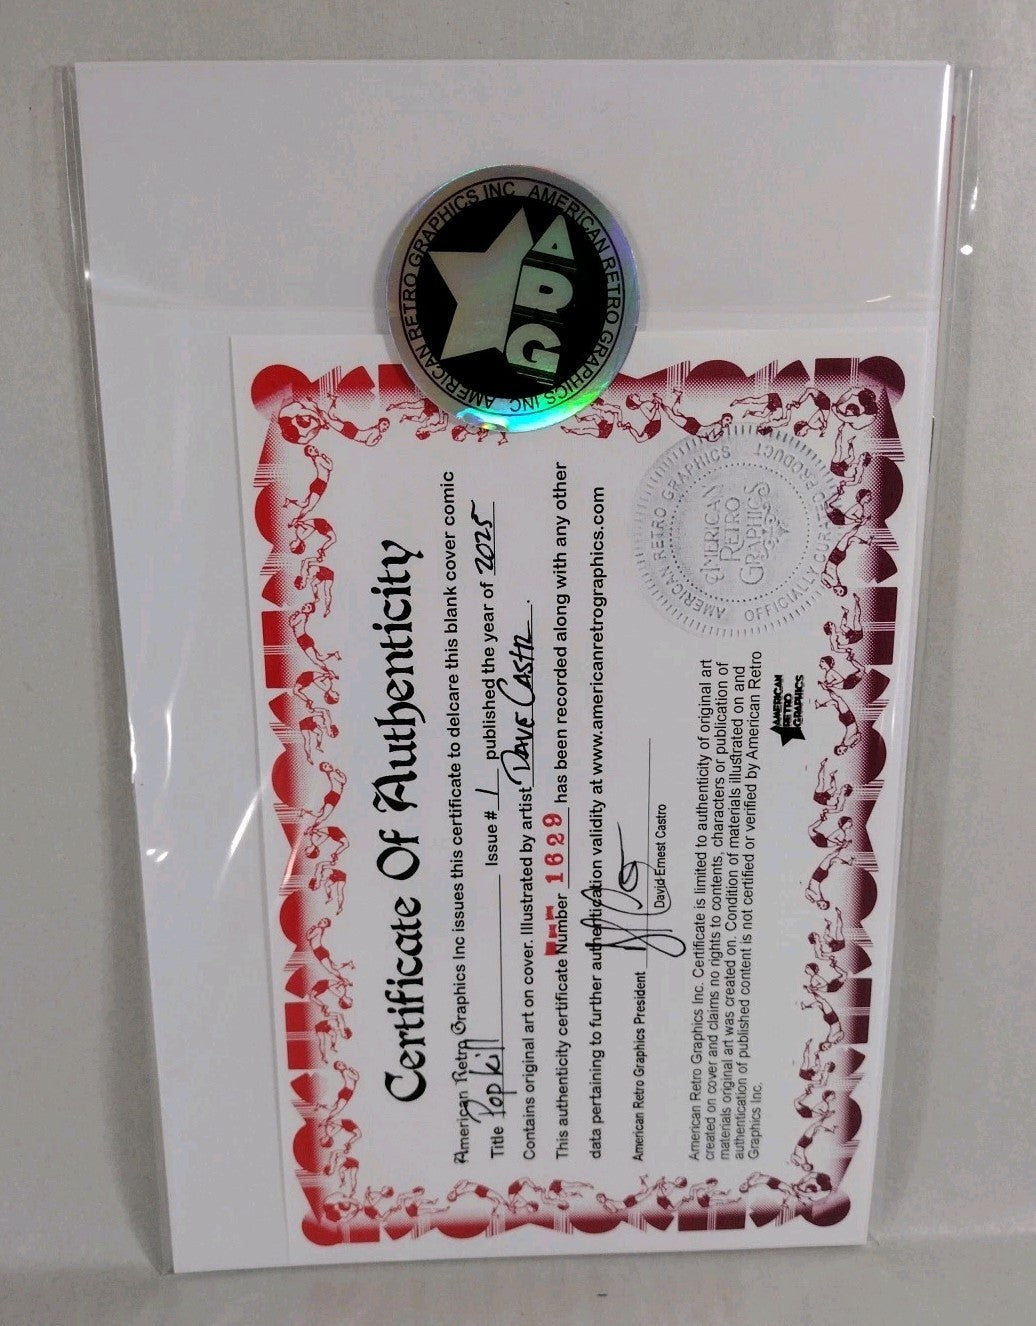 AMERICAN RETRO GRAPHICS INC AMERICAN RETRO GRAPHICS INC
ARG
Certificate Of Authenticity
American Retro Graphics Inc issues this certificate to delcare this blank cover comic
Title Popkill Issue # 1 published the year of 2025
Contains original art on cover. Illustrated by artist Dave Castr.
This authenticity certificate Number 1629 has been recorded along with any other
data pertaining to further authentication validity at www.americanretrographics.com
American Retro Graphics President
David Ernest Castro
AMERICAN RETRO GRAPHICS
OFFICIALLY CURATED PRODUCT
AMERICAN
RETRO
GRAPHICS
American Retro Graphics Inc. Certificate is limited to authenticity of original art
created on cover and claims no rights to contents, characters or publication of
materials original art was created on. Condition of materials illustrated on and
authentication of published content is not certified or verified by American Retro
Graphics Inc.
AMERICAN
RETRO
GRAPHICS